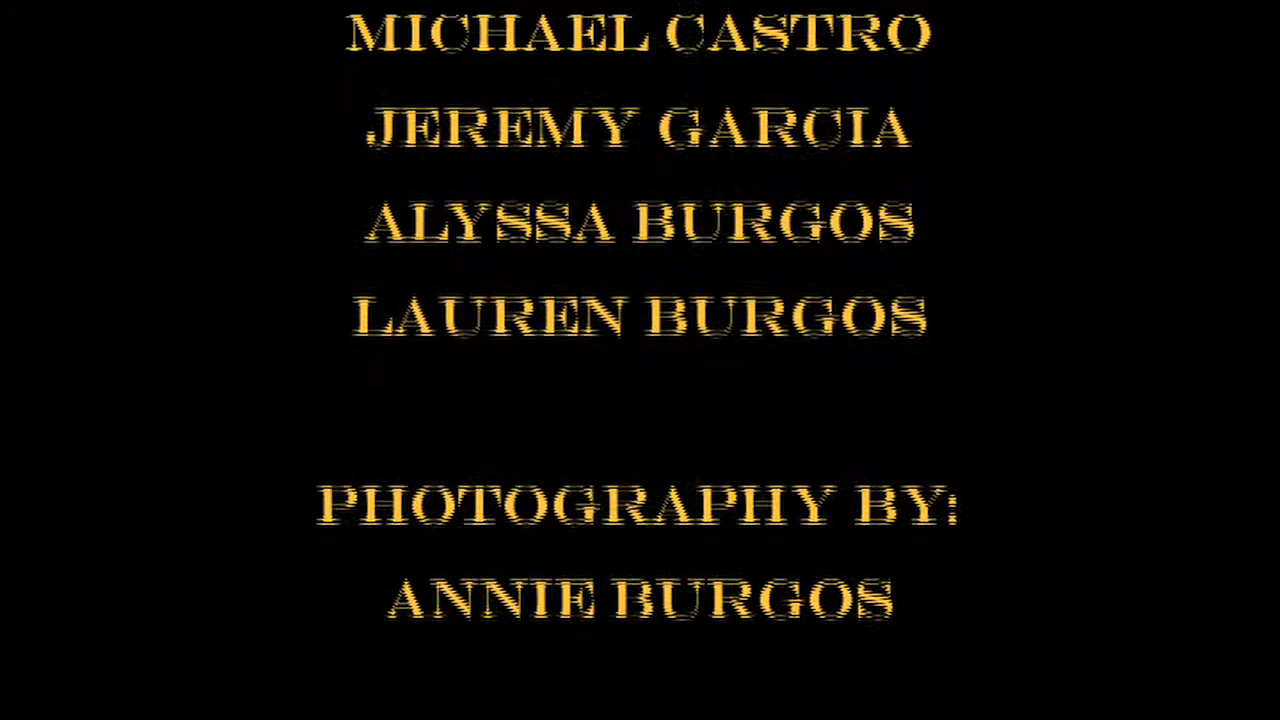 MICHAEL CASTRO
JEREMY GARCIA
ALYSSA BURGOS
LAUREN BURGOS
PHOTOGRAPHY BY:
ANNIE BURGOS